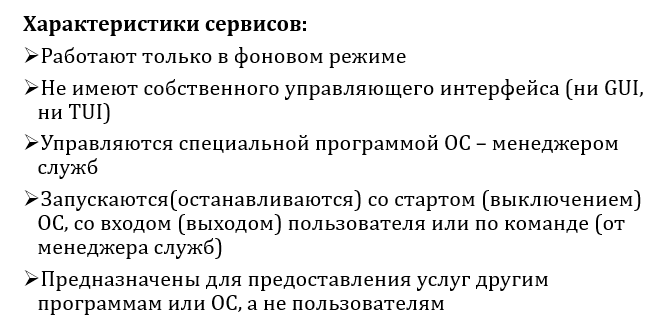 Характеристики сервисов:
➢Работают только в фоновом режиме
➢Не имеют собственного управляющего интерфейса (ни GUI,
ни TUI)
➢Управляются специальной программой ОС – менеджером
служб
➢Запускаются(останавливаются) со стартом (выключением)
ОС, со входом (выходом) пользователя или по команде (от
менеджера служб)
➢Предназначены для предоставления услуг другим
программам или ОС, а не пользователям